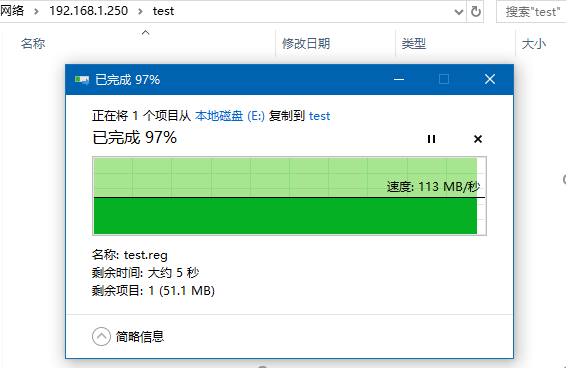 网络 > 192.168.1.250 > test
搜索"test"
名称 修改日期 类型 大小
已完成 97%
正在将 1 个项目从 本地磁盘 (E:) 复制到 test
已完成 97%
速度: 113 MB/秒
名称: test.reg
剩余时间: 大约 5 秒
剩余项目: 1 (51.1 MB)
简略信息